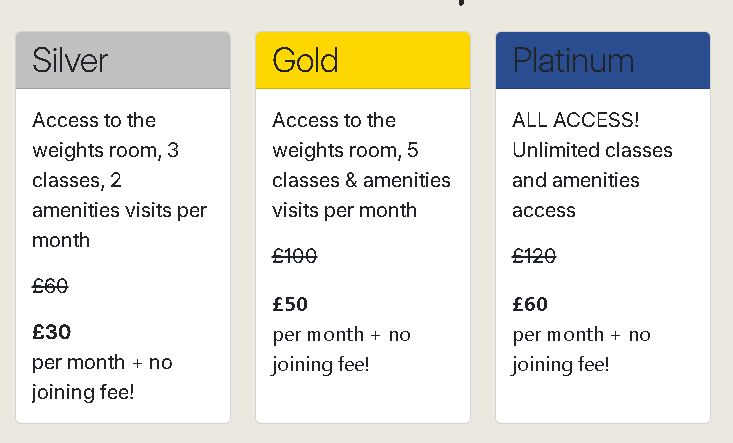 Silver
Access to the
weights room, 3
classes, 2
amenities visits per
month
£60
£30
per month + no
joining fee!
Gold
Access to the
weights room, 5
classes & amenities
visits per month
£100
£50
per month + no
joining fee!
Platinum
ALL ACCESS!
Unlimited classes
and amenities
access
£120
£60
per month + no
joining fee!